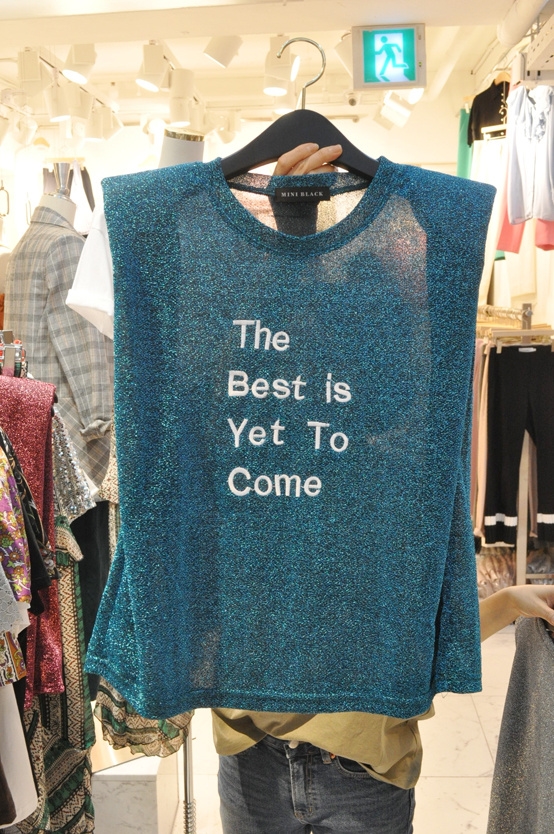 MINI BLACK
The
Best is
Yet To
Come